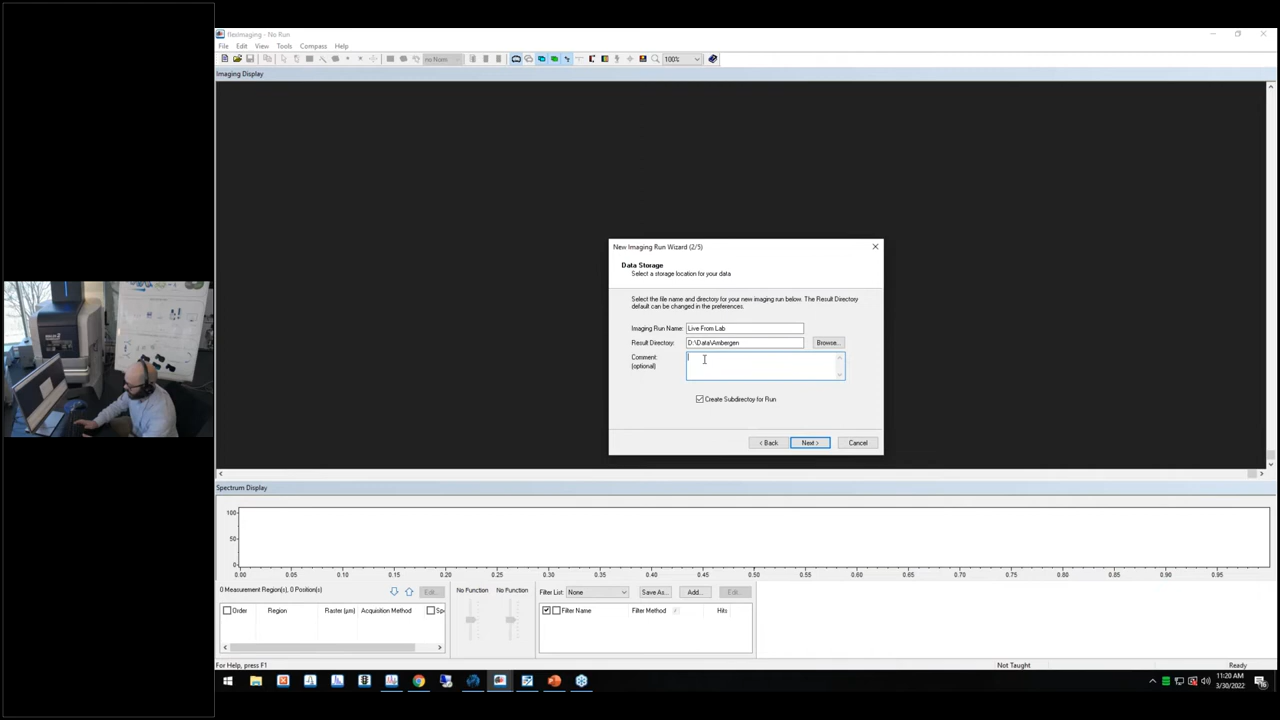 flexImaging - No Run
File Edit View Tools Compass Help
no Norm 100%
Imaging Display
New Imaging Run Wizard (2/5)
Data Storage
Select a storage location for your data
Select the file name and directory for your new imaging run below. The Result Directory
default can be changed in the preferences.
Imaging Run Name: Live From Lab
Result Directory: D:\Data\Ambergen Browse...
Comment:
(optional)
Create Subdirectoy for Run
< Back Next > Cancel
Spectrum Display
100
50
0
0.00 0.05 0.10 0.15 0.20 0.25 0.30 0.35 0.40 0.45 0.50 0.55 0.60 0.65 0.70 0.75 0.80 0.85 0.90 0.95
0 Measurement Region(s), 0 Position(s) Edit... No Function No Function Filter List: None Save As... Add... Edit...
Order Region Raster (µm) Acquisition Method Spe Filter Name Filter Method Hits
For Help, press F1 Not Taught Ready
11:20 AM
3/30/2022